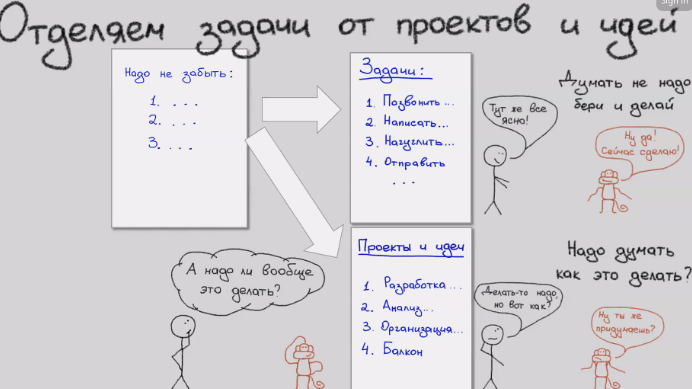 Sign in
Отделяем задачи от проектов и идей
Надо не забыть:
1. . . .
2. . . .
3. . . .
Задачи:
1. Позвонить...
2. Написать...
3. Нагуглить...
4. Отправить
. . .
Тут же все
ясно!
Думать не надо
бери и делай
Ну да!
Сейчас сделаю!
А надо ли вообще
это делать?
Проекты и идеи
1. Разработка...
2. Анализ...
3. Организация...
4. Балкон
Делать-то надо,
но вот как?
Надо думать
как это делать?
Ну ты же
придумаешь?